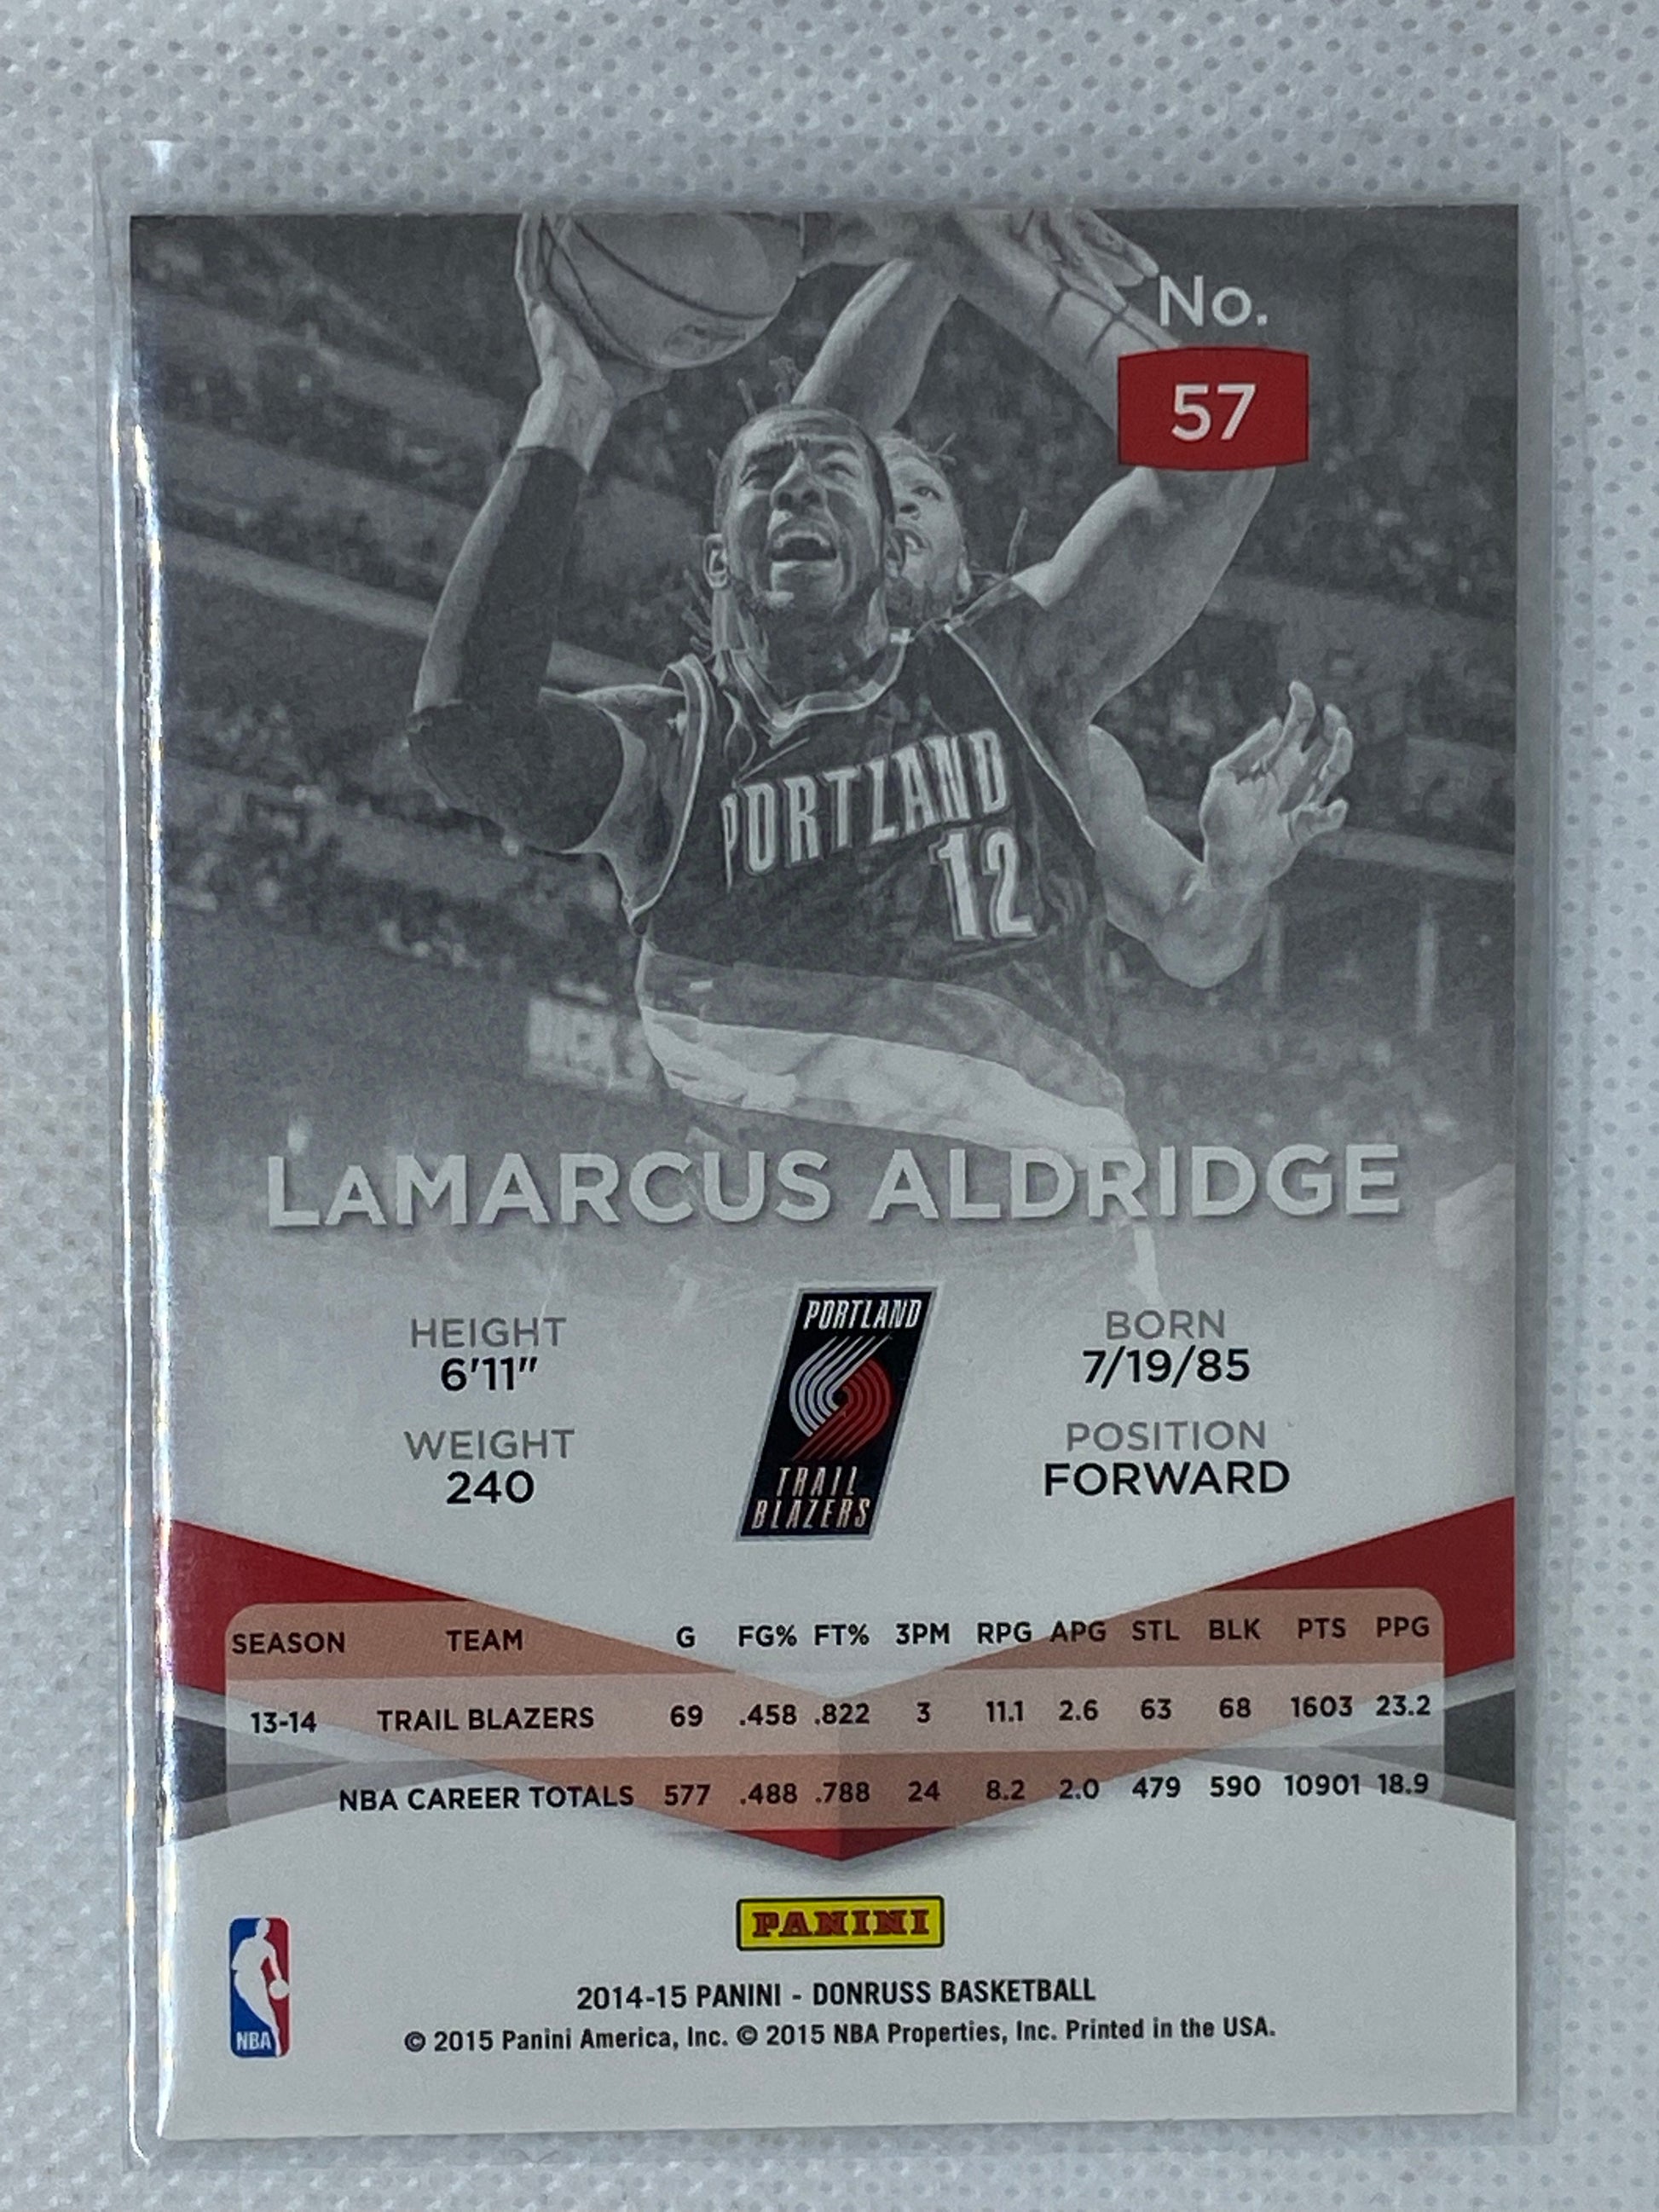 No.
57
PORTLAND
12
LAMARCUS ALDRIDGE
HEIGHT
6'11"
WEIGHT
240
PORTLAND
TRAIL
BLAZERS
BORN
7/19/85
POSITION
FORWARD
SEASON TEAM G FG% FT% 3PM RPG APG STL BLK PTS PPG
13-14 TRAIL BLAZERS 69 .458 .822 3 11.1 2.6 63 68 1603 23.2
NBA CAREER TOTALS 577 .488 .788 24 8.2 2.0 479 590 10901 18.9
PANINI
NBA
2014-15 PANINI - DONRUSS BASKETBALL
© 2015 Panini America, Inc. © 2015 NBA Properties, Inc. Printed in the USA.